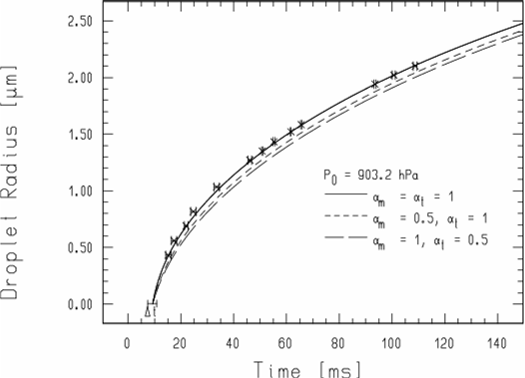 2.50
2.00
1.50
1.00
0.50
0.00
Droplet Radius [μm]
P0 = 903.2 hPa
αm = αt = 1
αm = 0.5, αt = 1
αm = 1, αt = 0.5
Δt
0 20 40 60 80 100 120 140
Time [ms]